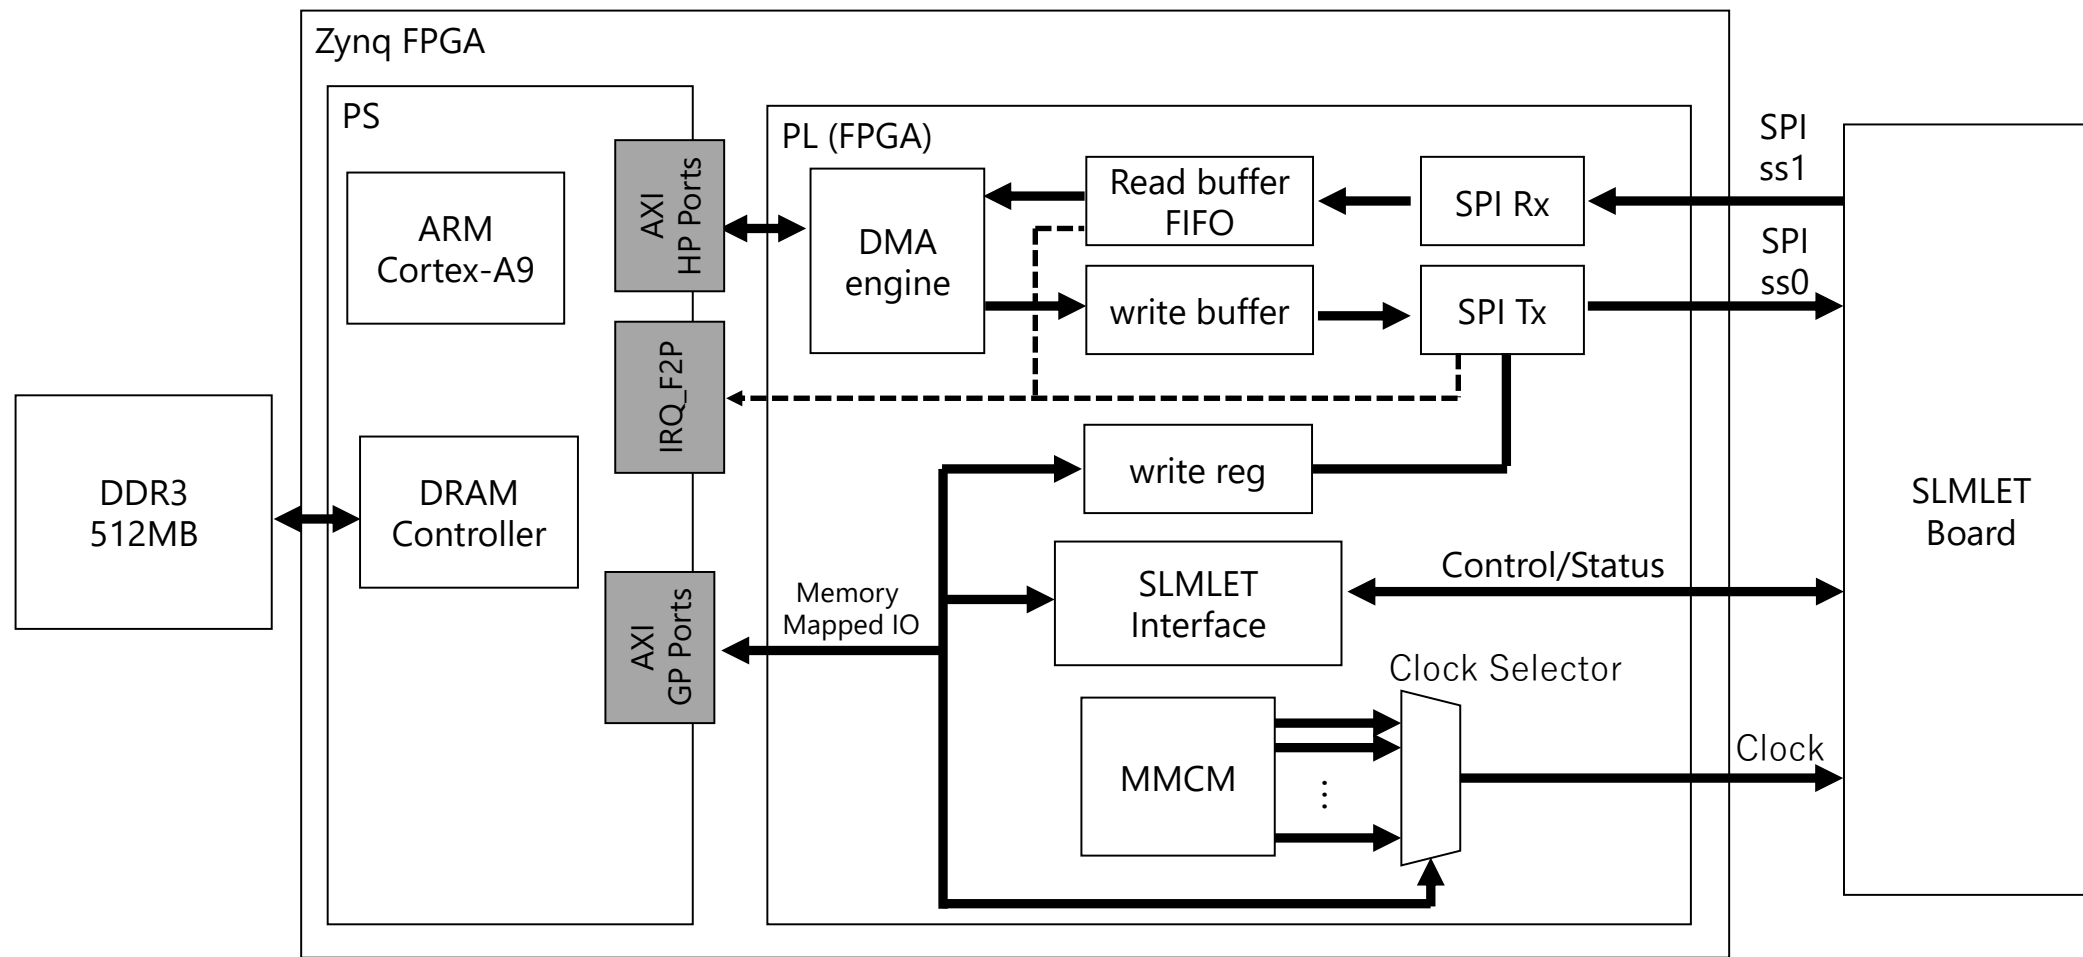 Zynq FPGA
PS
ARM
Cortex-A9
AXI
HP Ports
IRQ_F2P
DRAM
Controller
AXI
GP Ports
DDR3
512MB
PL (FPGA)
DMA
engine
Read buffer
FIFO
SPI Rx
write buffer
SPI Tx
write reg
Memory
Mapped IO
SLMLET
Interface
Control/Status
Clock Selector
MMCM
...
SPI
ss1
SPI
ss0
Clock
SLMLET
Board